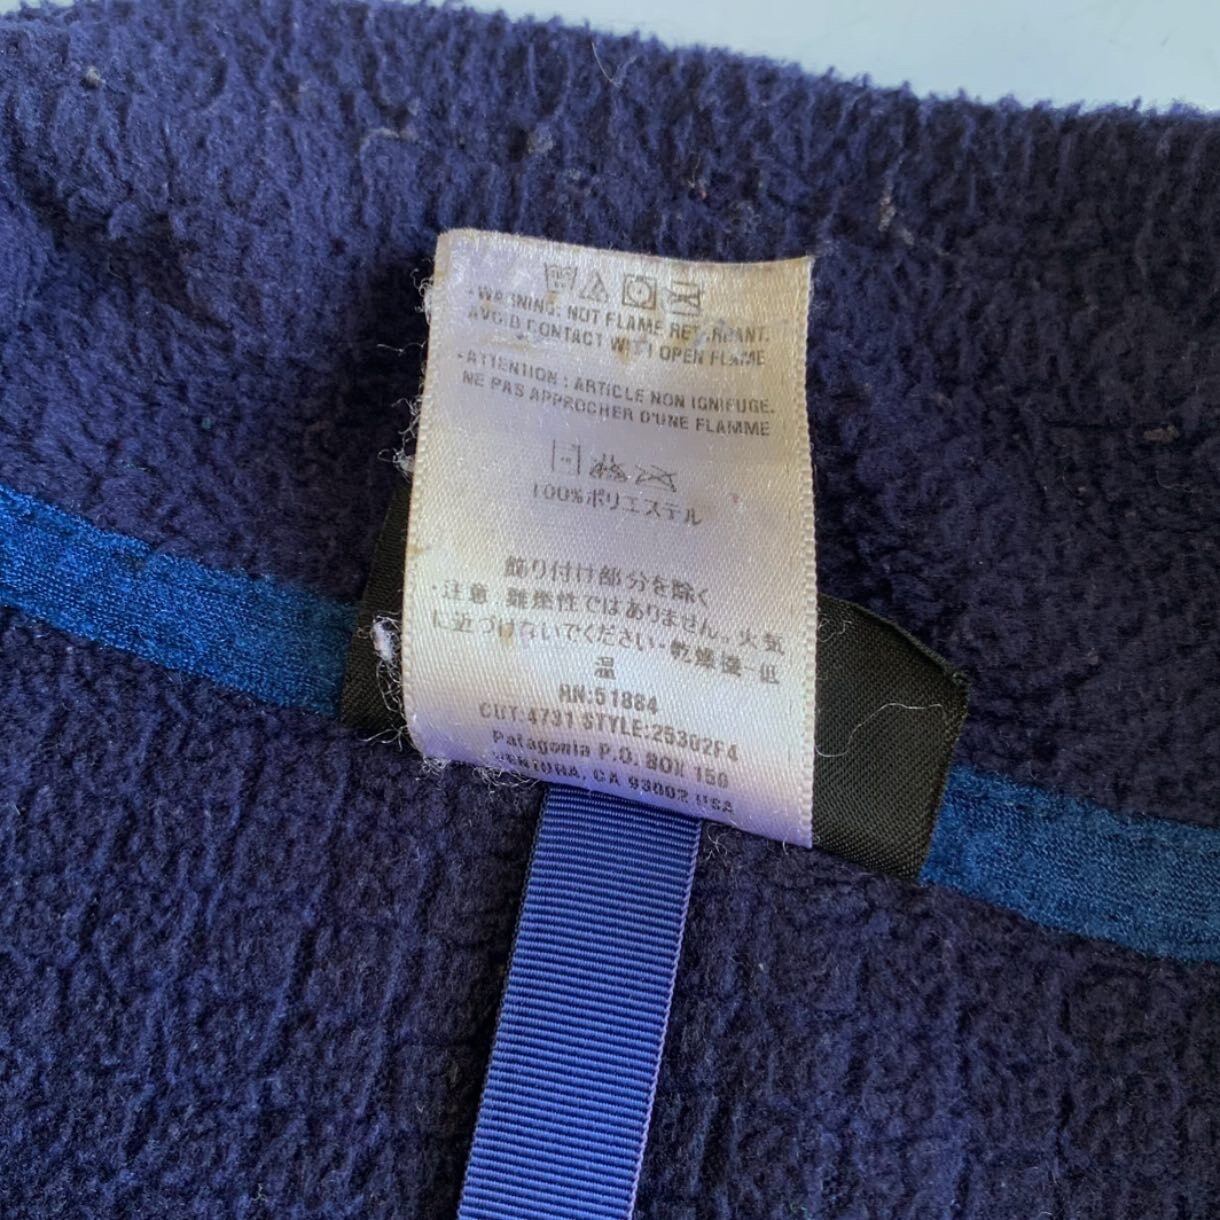 ·WARNING: NOT FLAME RETARDANT.
AVOID CONTACT WITH OPEN FLAME
·ATTENTION : ARTICLE NON IGNIFUGE.
NE PAS APPROCHER D'UNE FLAMME
100%ポリエステル
飾り付け部分を除く
·注意·難燃性ではありません。火気
に近づけないでください·乾燥機-低
温
RN:51884
CUT:4731 STYLE:25302F4
Patagonia P.O. BOX 150
VENTURA, CA 93002 USA